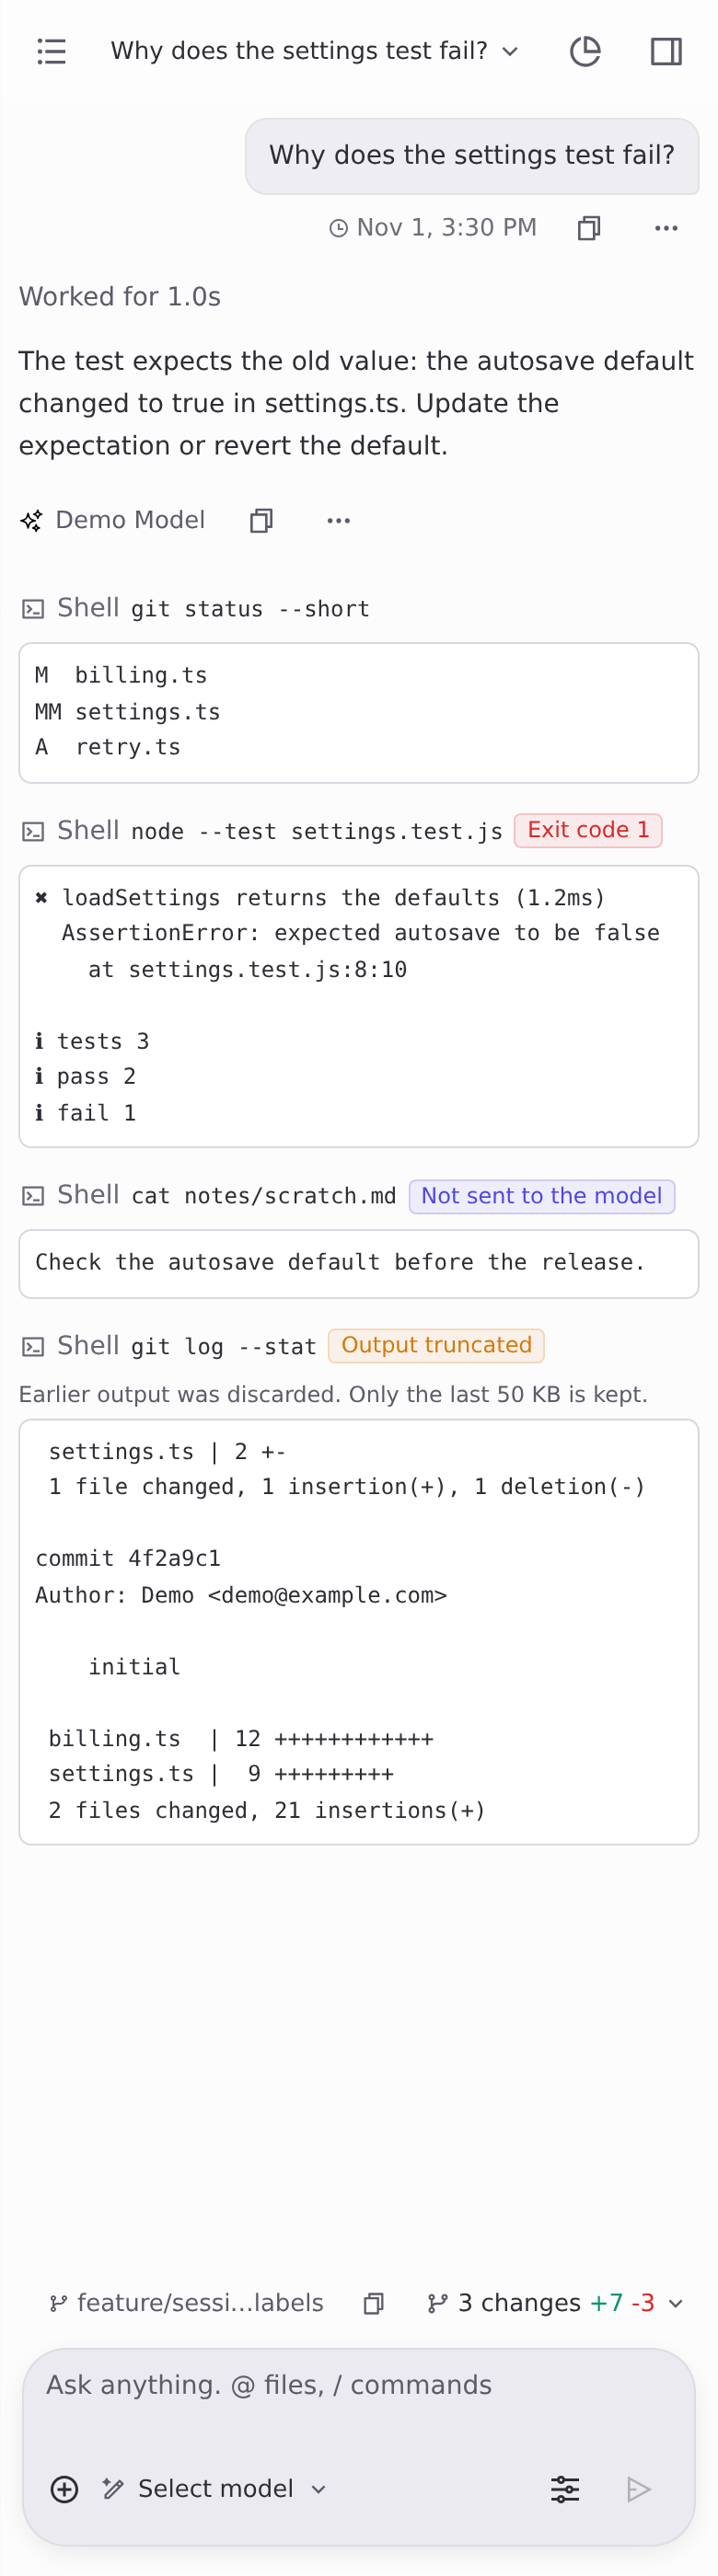 Why does the settings test fail?
Why does the settings test fail?
Nov 1, 3:30 PM
Worked for 1.0s
The test expects the old value: the autosave default
changed to true in settings.ts. Update the
expectation or revert the default.
Demo Model
Shell git status --short
M  billing.ts
MM settings.ts
A  retry.ts
Shell node --test settings.test.js Exit code 1
✖ loadSettings returns the defaults (1.2ms)
  AssertionError: expected autosave to be false
    at settings.test.js:8:10
ℹ tests 3
ℹ pass 2
ℹ fail 1
Shell cat notes/scratch.md Not sent to the model
Check the autosave default before the release.
Shell git log --stat Output truncated
Earlier output was discarded. Only the last 50 KB is kept.
 settings.ts | 2 +-
 1 file changed, 1 insertion(+), 1 deletion(-)
commit 4f2a9c1
Author: Demo <demo@example.com>
    initial
 billing.ts  | 12 ++++++++++++
 settings.ts |  9 +++++++++
 2 files changed, 21 insertions(+)
feature/sessi...labels 3 changes +7 -3
Ask anything. @ files, / commands
Select model